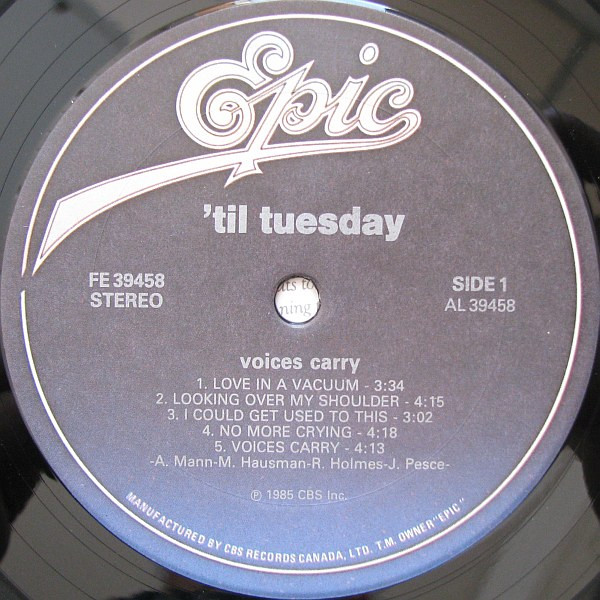 Epic
'til tuesday
FE 39458
STEREO
SIDE 1
AL 39458
its to
ning
voices carry
1. LOVE IN A VACUUM - 3:34
2. LOOKING OVER MY SHOULDER - 4:15
3. I COULD GET USED TO THIS - 3:02
4. NO MORE CRYING - 4:18
5. VOICES CARRY - 4:13
-A. Mann-M. Hausman-R. Holmes-J. Pesce-
℗ 1985 CBS Inc.
MANUFACTURED BY CBS RECORDS CANADA, LTD. T.M. OWNER "EPIC"